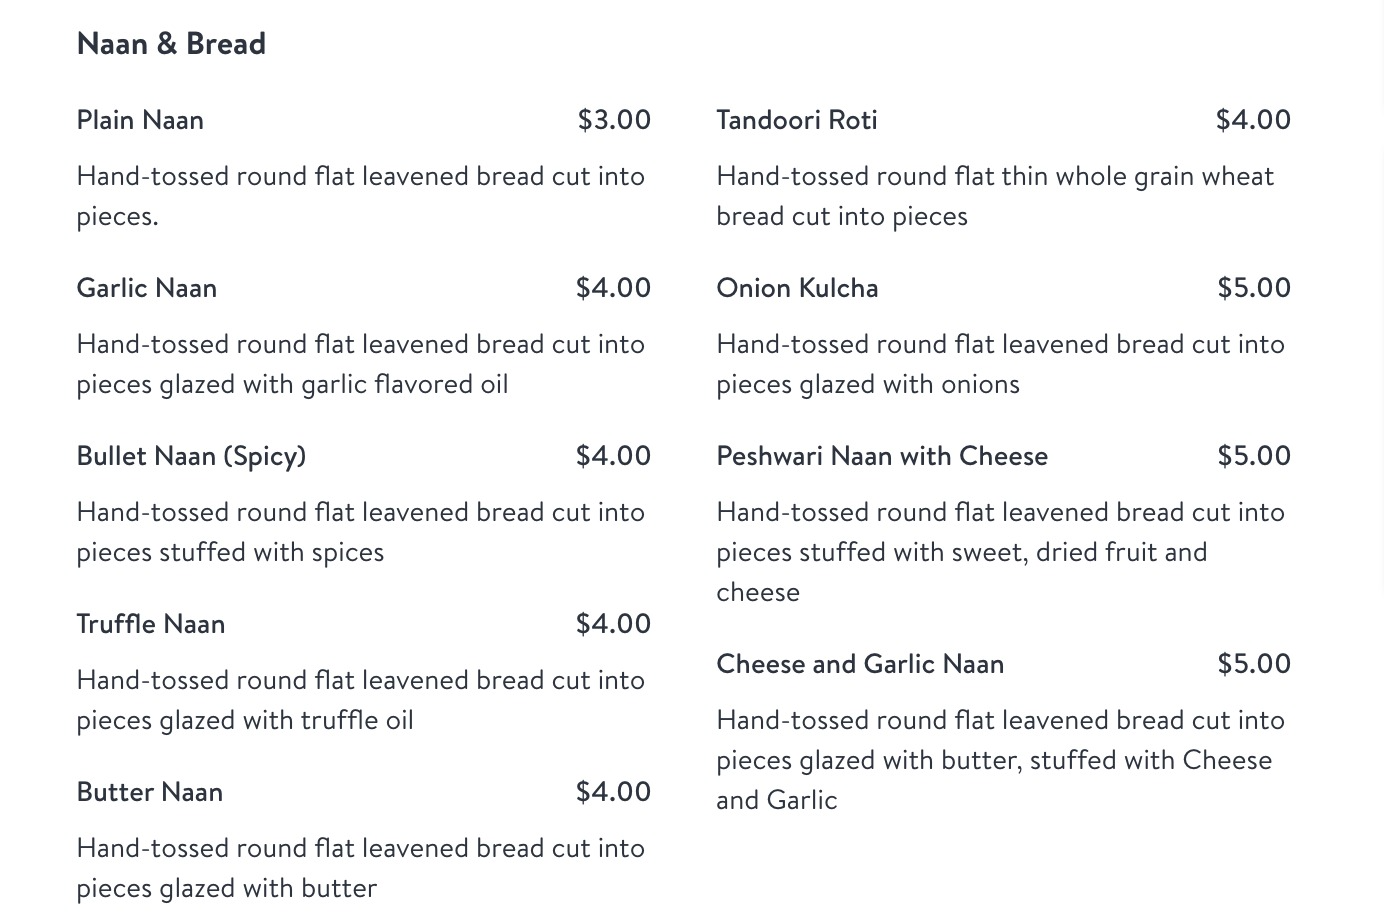 Naan & Bread
Plain Naan $3.00
Hand-tossed round flat leavened bread cut into
pieces.
Garlic Naan $4.00
Hand-tossed round flat leavened bread cut into
pieces glazed with garlic flavored oil
Bullet Naan (Spicy) $4.00
Hand-tossed round flat leavened bread cut into
pieces stuffed with spices
Truffle Naan $4.00
Hand-tossed round flat leavened bread cut into
pieces glazed with truffle oil
Butter Naan $4.00
Hand-tossed round flat leavened bread cut into
pieces glazed with butter
Tandoori Roti $4.00
Hand-tossed round flat thin whole grain wheat
bread cut into pieces
Onion Kulcha $5.00
Hand-tossed round flat leavened bread cut into
pieces glazed with onions
Peshwari Naan with Cheese $5.00
Hand-tossed round flat leavened bread cut into
pieces stuffed with sweet, dried fruit and
cheese
Cheese and Garlic Naan $5.00
Hand-tossed round flat leavened bread cut into
pieces glazed with butter, stuffed with Cheese
and Garlic